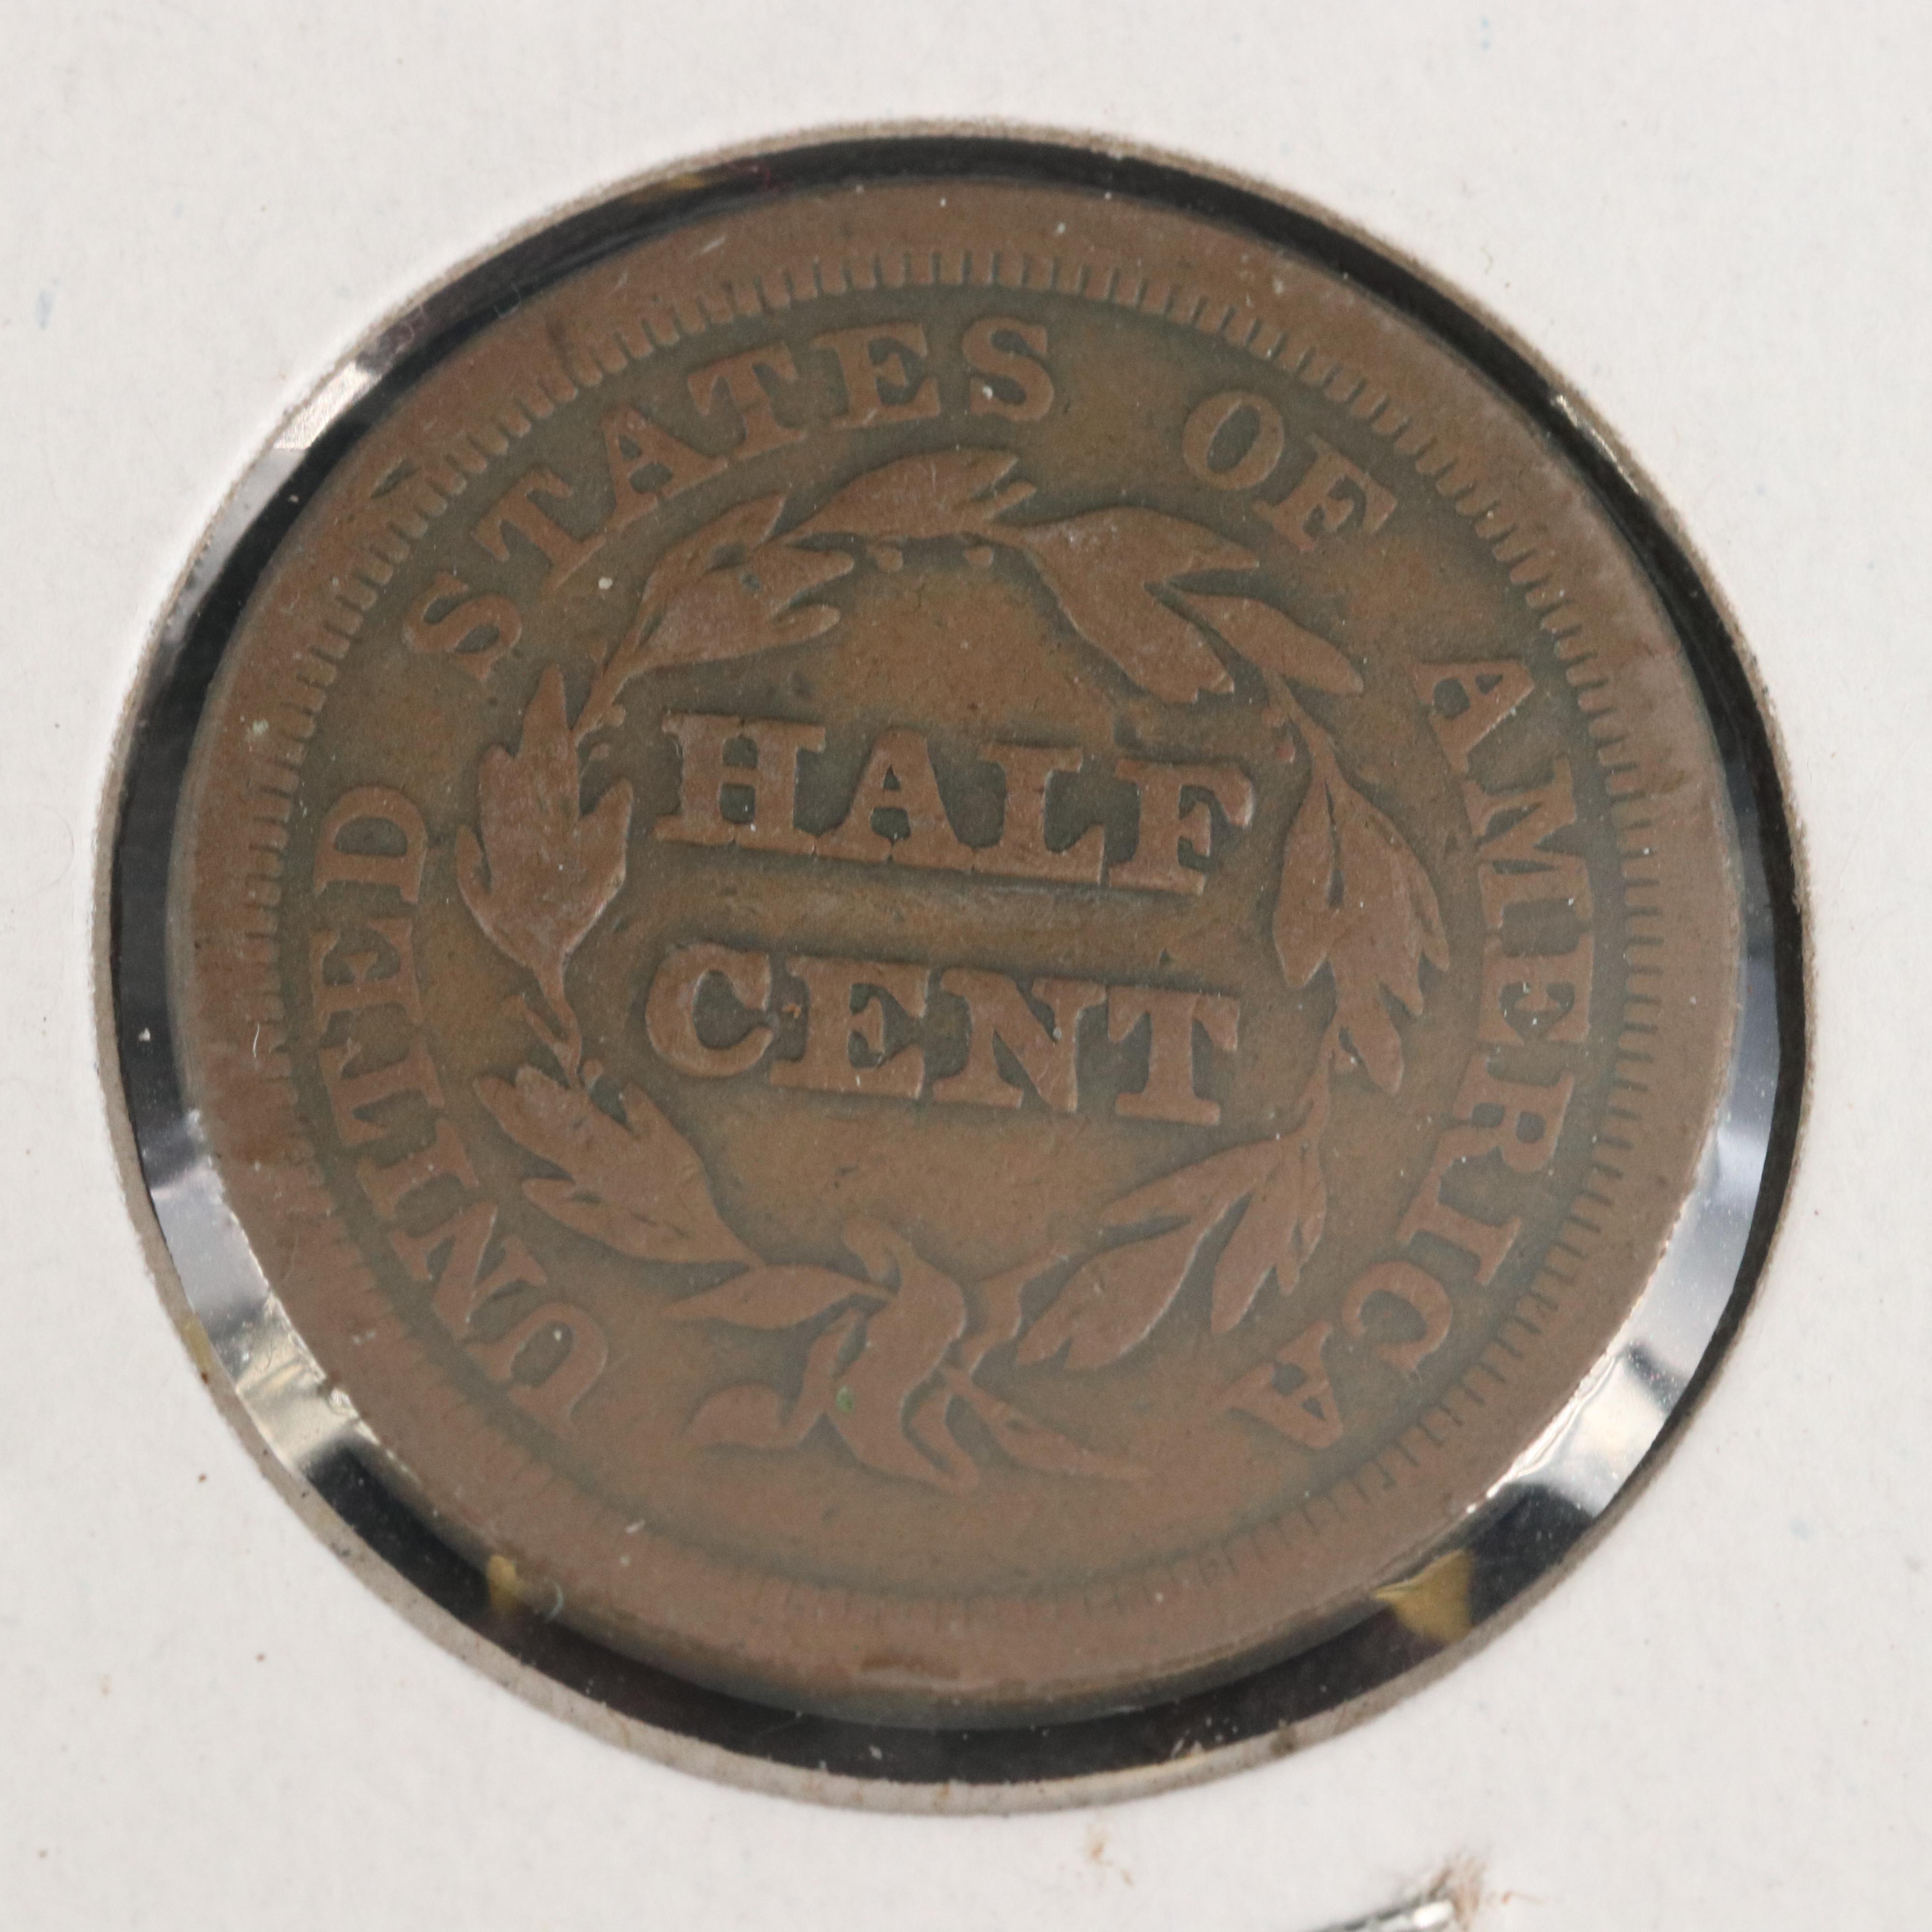 UNITED STATES OF AMERICA
HALF
CENT